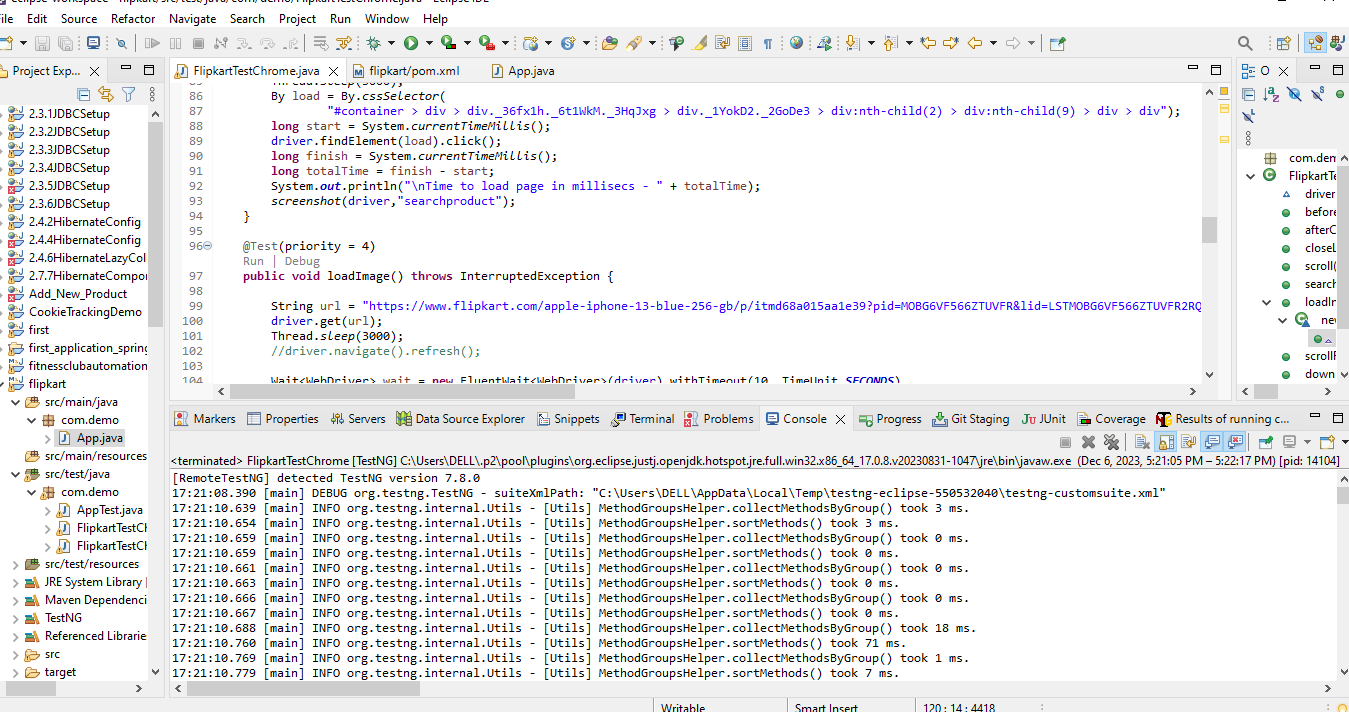 eclipse-workspace - flipkart/src/test/java/com/demo/FlipkartTestChrome.java - Eclipse IDE
File Edit Source Refactor Navigate Search Project Run Window Help
Project Exp...
FlipkartTestChrome.java flipkart/pom.xml App.java
O
2.3.1JDBCSetup
2.3.2JDBCSetup
2.3.3JDBCSetup
2.3.4JDBCSetup
2.3.5JDBCSetup
2.3.6JDBCSetup
2.4.2HibernateConfig
2.4.4HibernateConfig
2.4.6HibernateLazyCol
2.7.7HibernateCompo
Add_New_Product
CookieTrackingDemo
first
first_application_spring
fitnessclubautomation
flipkart
src/main/java
com.demo
App.java
src/main/resources
src/test/java
com.demo
AppTest.java
FlipkartTestCh
FlipkartTestCh
src/test/resources
JRE System Library [
Maven Dependenci
TestNG
Referenced Librarie
src
target
85 Thread.sleep(3000);
86 By load = By.cssSelector(
87 "#container > div > div._36fx1h._6t1WkM._3HqJxg > div._1YokD2._2GoDe3 > div:nth-child(2) > div:nth-child(9) > div > div");
88 long start = System.currentTimeMillis();
89 driver.findElement(load).click();
90 long finish = System.currentTimeMillis();
91 long totalTime = finish - start;
92 System.out.println("\nTime to load page in millisecs - " + totalTime);
93 screenshot(driver,"searchproduct");
94 }
95
96 @Test(priority = 4)
Run | Debug
97 public void loadImage() throws InterruptedException {
98
99 String url = "https://www.flipkart.com/apple-iphone-13-blue-256-gb/p/itmd68a015aa1e39?pid=MOBG6VF566ZTUVFR&lid=LSTMOBG6VF566ZTUVFR2RQ
100 driver.get(url);
101 Thread.sleep(3000);
102 //driver.navigate().refresh();
103
104 Wait<WebDriver> wait = new FluentWait<WebDriver>(driver).withTimeout(10, TimeUnit.SECONDS)
com.dem
FlipkartTe
driver
before
afterC
closeL
scroll(
search
loadIn
new
scrollF
down
Markers Properties Servers Data Source Explorer Snippets Terminal Problems Console Progress Git Staging JUnit Coverage Results of running c...
<terminated> FlipkartTestChrome [TestNG] C:\Users\DELL\.p2\pool\plugins\org.eclipse.justj.openjdk.hotspot.jre.full.win32.x86_64_17.0.8.v20230831-1047\jre\bin\javaw.exe (Dec 6, 2023, 5:21:05 PM – 5:22:17 PM) [pid: 14104]
[RemoteTestNG] detected TestNG version 7.8.0
17:21:08.390 [main] DEBUG org.testng.TestNG - suiteXmlPath: "C:\Users\DELL\AppData\Local\Temp\testng-eclipse-550532040\testng-customsuite.xml"
17:21:10.639 [main] INFO org.testng.internal.Utils - [Utils] MethodGroupsHelper.collectMethodsByGroup() took 3 ms.
17:21:10.654 [main] INFO org.testng.internal.Utils - [Utils] MethodGroupsHelper.sortMethods() took 3 ms.
17:21:10.659 [main] INFO org.testng.internal.Utils - [Utils] MethodGroupsHelper.collectMethodsByGroup() took 0 ms.
17:21:10.659 [main] INFO org.testng.internal.Utils - [Utils] MethodGroupsHelper.sortMethods() took 0 ms.
17:21:10.661 [main] INFO org.testng.internal.Utils - [Utils] MethodGroupsHelper.collectMethodsByGroup() took 0 ms.
17:21:10.663 [main] INFO org.testng.internal.Utils - [Utils] MethodGroupsHelper.sortMethods() took 0 ms.
17:21:10.666 [main] INFO org.testng.internal.Utils - [Utils] MethodGroupsHelper.collectMethodsByGroup() took 0 ms.
17:21:10.667 [main] INFO org.testng.internal.Utils - [Utils] MethodGroupsHelper.sortMethods() took 0 ms.
17:21:10.688 [main] INFO org.testng.internal.Utils - [Utils] MethodGroupsHelper.collectMethodsByGroup() took 18 ms.
17:21:10.760 [main] INFO org.testng.internal.Utils - [Utils] MethodGroupsHelper.sortMethods() took 71 ms.
17:21:10.769 [main] INFO org.testng.internal.Utils - [Utils] MethodGroupsHelper.collectMethodsByGroup() took 1 ms.
17:21:10.779 [main] INFO org.testng.internal.Utils - [Utils] MethodGroupsHelper.sortMethods() took 7 ms.
Writable Smart Insert 120 : 14 : 4418